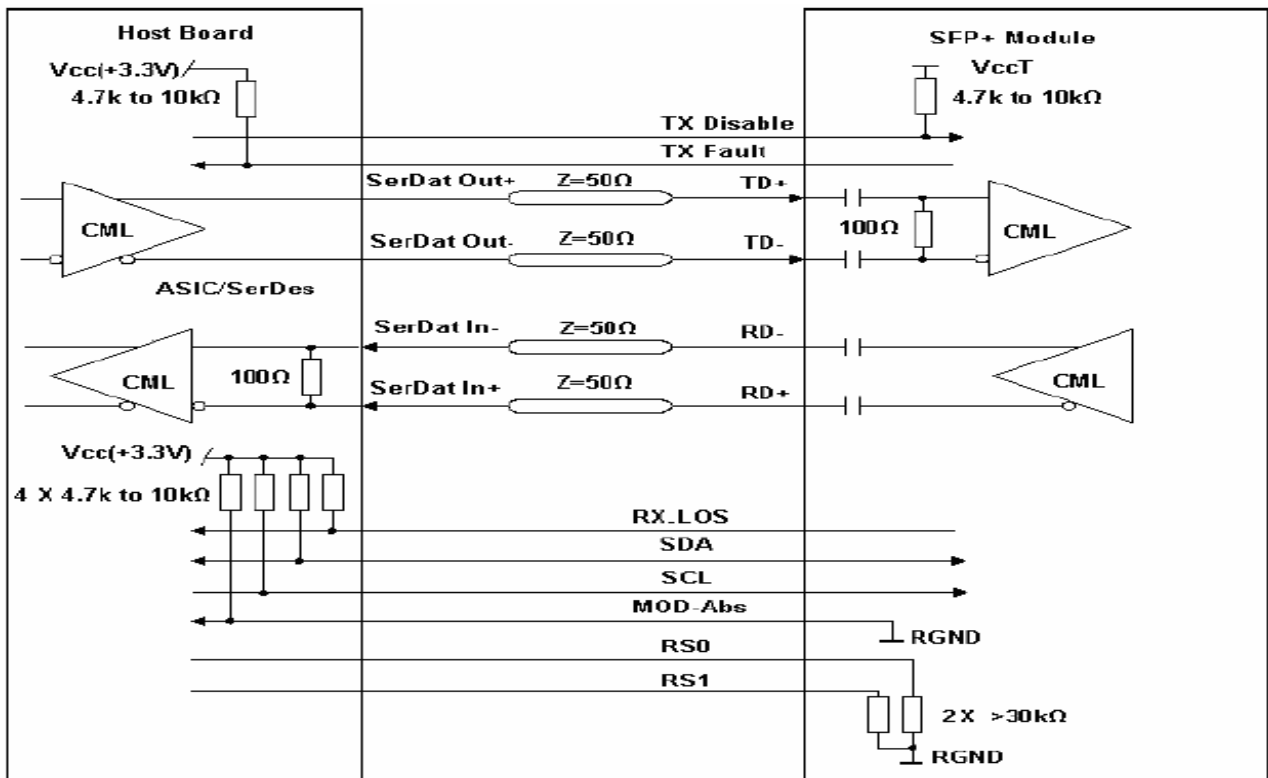 Host Board
SFP+ Module
Vcc(+3.3V)
4.7k to 10kΩ
VccT
4.7k to 10kΩ
TX Disable
TX Fault
SerDat Out+
Z=50Ω
TD+
CML
100Ω
CML
SerDat Out-
Z=50Ω
TD-
ASIC/SerDes
SerDat In-
Z=50Ω
RD-
CML
100Ω
CML
SerDat In+
Z=50Ω
RD+
Vcc(+3.3V)
4 X 4.7k to 10kΩ
RX_LOS
SDA
SCL
MOD-Abs
RGND
RS0
RS1
2X >30kΩ
RGND